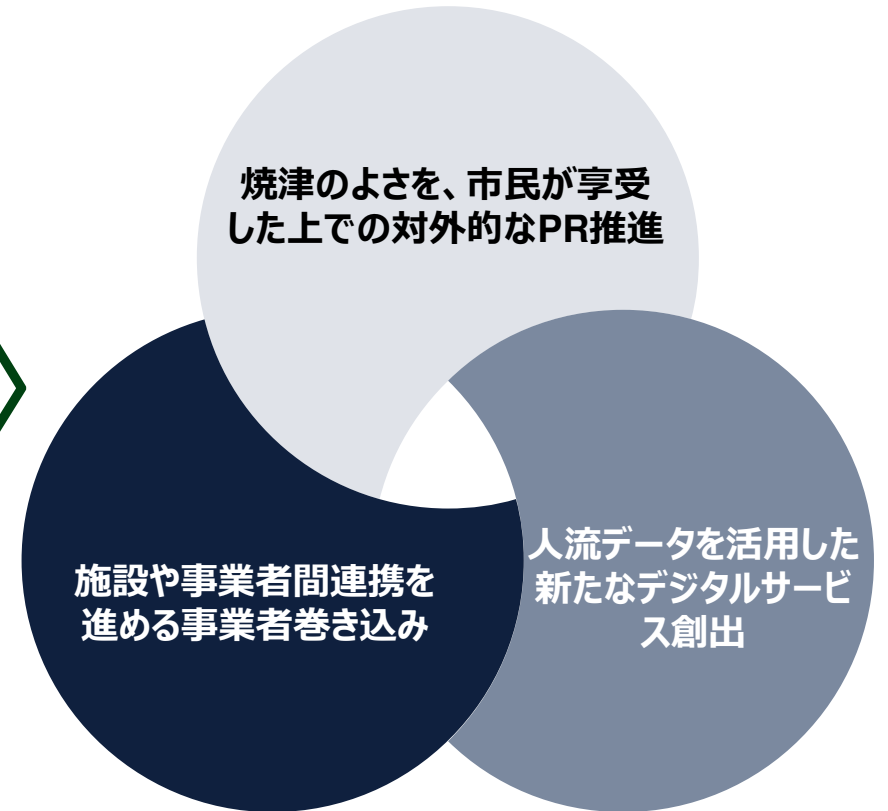 焼津のよさを、市民が享受
した上での対外的なPR推進
施設や事業者間連携を
進める事業者巻き込み
人流データを活用した
新たなデジタルサービ
ス創出